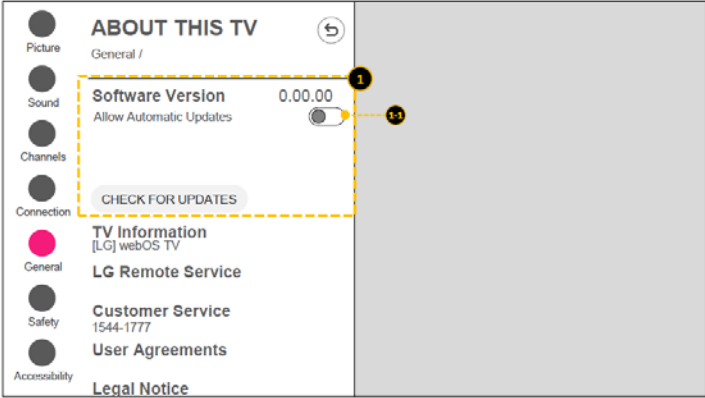 Picture
Sound
Channels
Connection
General
Safety
Accessibility
ABOUT THIS TV
General /
1
Software Version 0.00.00
Allow Automatic Updates
1-1
CHECK FOR UPDATES
TV Information
[LG] webOS TV
LG Remote Service
Customer Service
1544-1777
User Agreements
Legal Notice